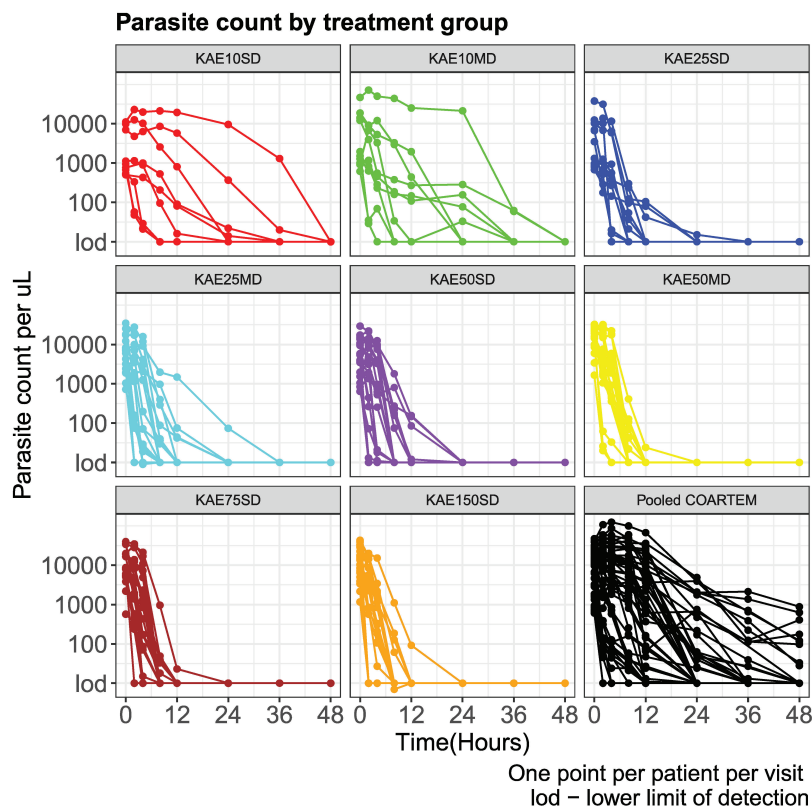 Parasite count by treatment group
KAE10SD KAE10MD KAE25SD
10000
1000
100
lod
KAE25MD KAE50SD KAE50MD
10000
1000
100
lod
KAE75SD KAE150SD Pooled COARTEM
10000
1000
100
lod
0 12 24 36 48 0 12 24 36 48 0 12 24 36 48
Parasite count per uL
Time(Hours)
One point per patient per visit
lod − lower limit of detection